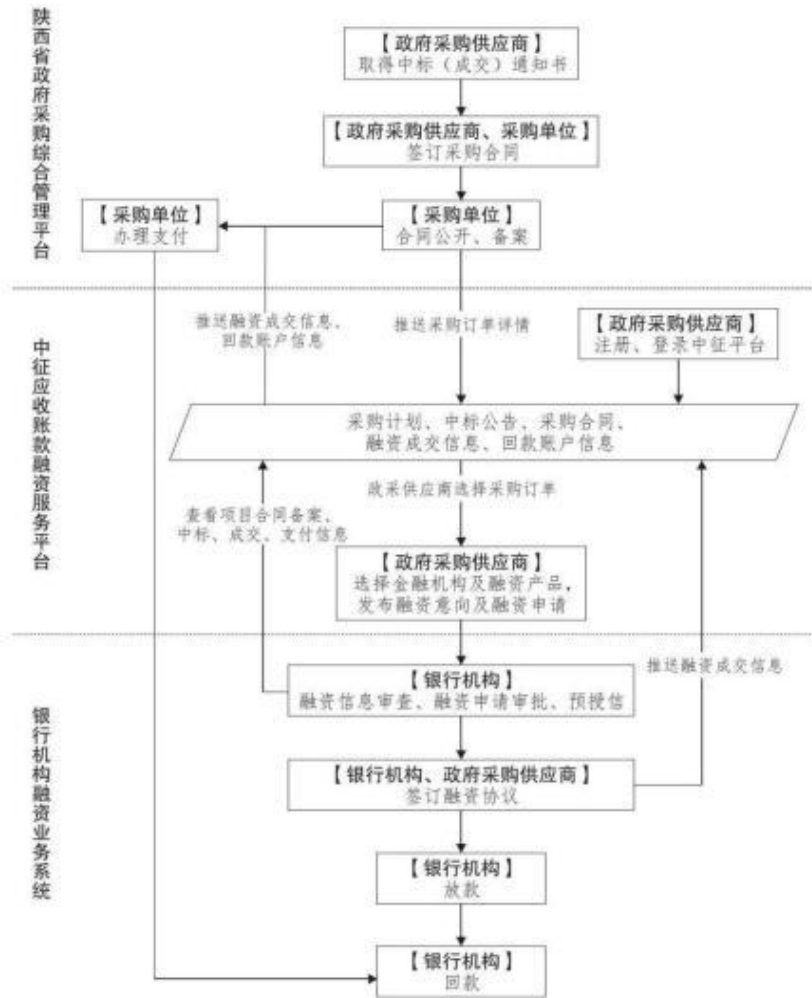 陕西省政府采购综合管理平台
【政府采购供应商】
取得中标（成交）通知书
【政府采购供应商、采购单位】
签订采购合同
【采购单位】
办理支付
【采购单位】
合同公开、备案
中征应收账款融资服务平台
推送融资成交信息、
回款账户信息
推送采购订单详情
【政府采购供应商】
注册、登录中征平台
采购计划、中标公告、采购合同、
融资成交信息、回款账户信息
查看项目合同备案、
中标、成交、支付信息
政采供应商选择采购订单
【政府采购供应商】
选择金融机构及融资产品，
发布融资意向及融资申请
银行机构融资业务系统
【银行机构】
融资信息审查、融资申请审批、预授信
推送融资成交信息
【银行机构、政府采购供应商】
签订融资协议
【银行机构】
放款
【银行机构】
回款